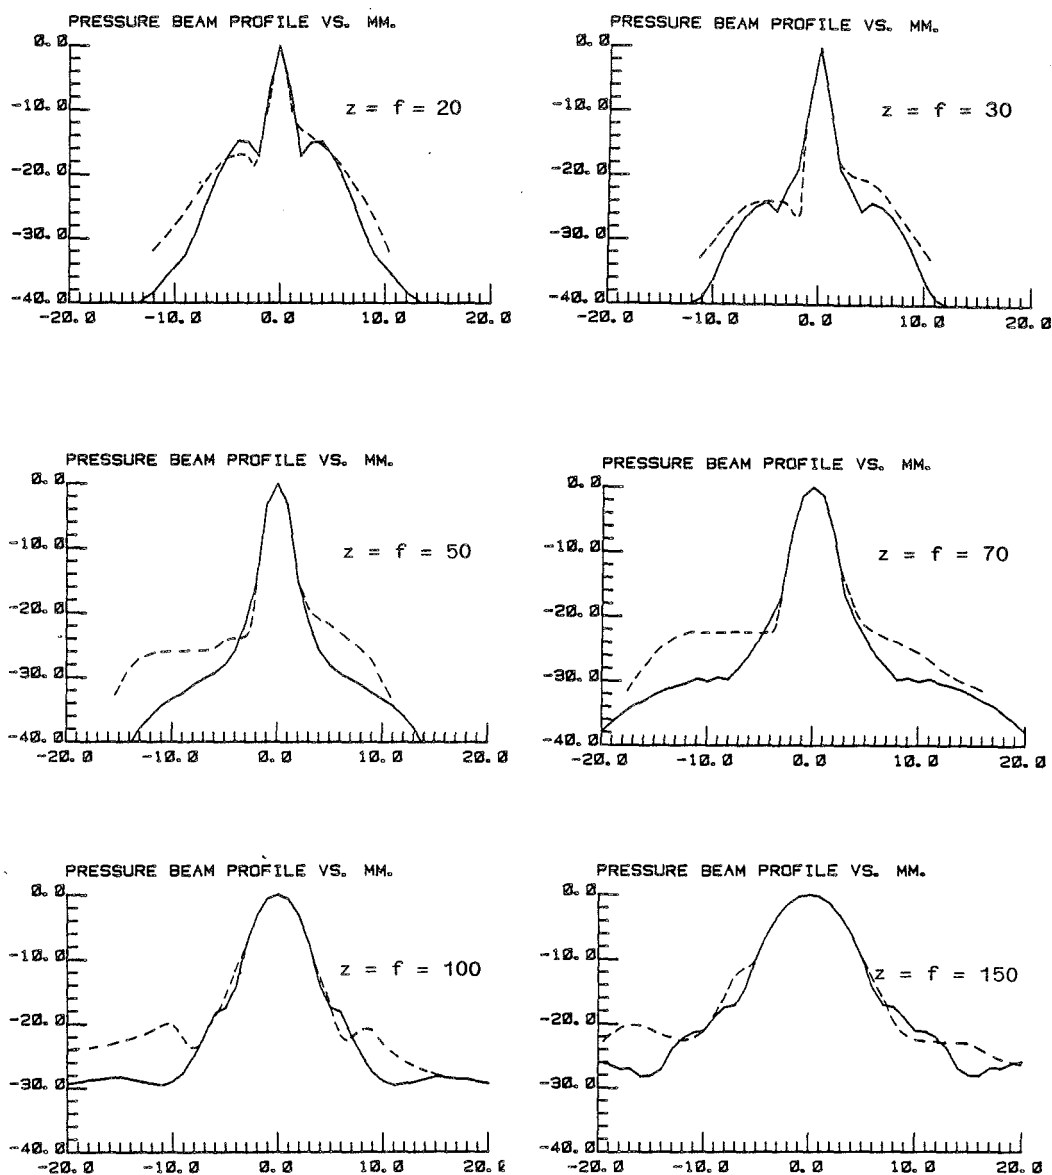 PRESSURE BEAM PROFILE VS. MM.
0.0
-10.0
-20.0
-30.0
-40.0
-20.0 -10.0 0.0 10.0 20.0
z = f = 20
PRESSURE BEAM PROFILE VS. MM.
0.0
-10.0
-20.0
-30.0
-40.0
-20.0 -10.0 0.0 10.0 20.0
z = f = 30
PRESSURE BEAM PROFILE VS. MM.
0.0
-10.0
-20.0
-30.0
-40.0
-20.0 -10.0 0.0 10.0 20.0
z = f = 50
PRESSURE BEAM PROFILE VS. MM.
0.0
-10.0
-20.0
-30.0
-40.0
-20.0 -10.0 0.0 10.0 20.0
z = f = 70
PRESSURE BEAM PROFILE VS. MM.
0.0
-10.0
-20.0
-30.0
-40.0
-20.0 -10.0 0.0 10.0 20.0
z = f = 100
PRESSURE BEAM PROFILE VS. MM.
0.0
-10.0
-20.0
-30.0
-40.0
-20.0 -10.0 0.0 10.0 20.0
z = f = 150